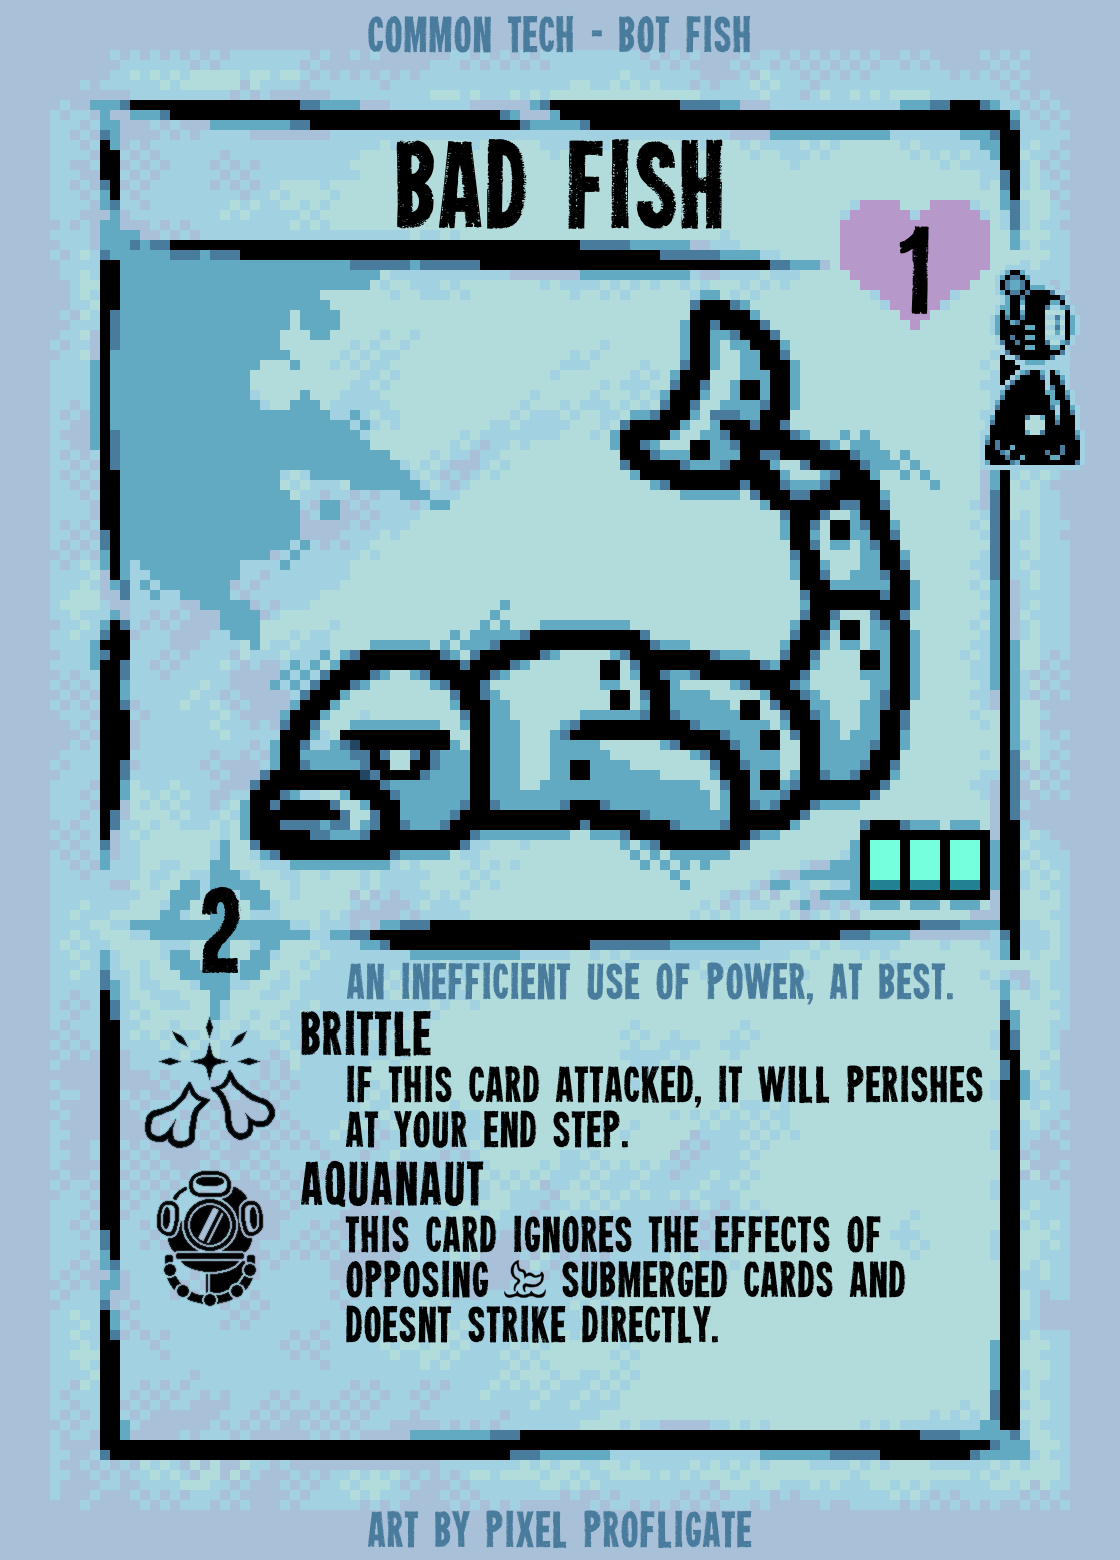 COMMON TECH - BOT FISH
BAD FISH
1
2
AN INEFFICIENT USE OF POWER, AT BEST.
BRITTLE
IF THIS CARD ATTACKED, IT WILL PERISHES
AT YOUR END STEP.
AQUANAUT
THIS CARD IGNORES THE EFFECTS OF
OPPOSING SUBMERGED CARDS AND
DOESNT STRIKE DIRECTLY.
ART BY PIXEL PROFLIGATE